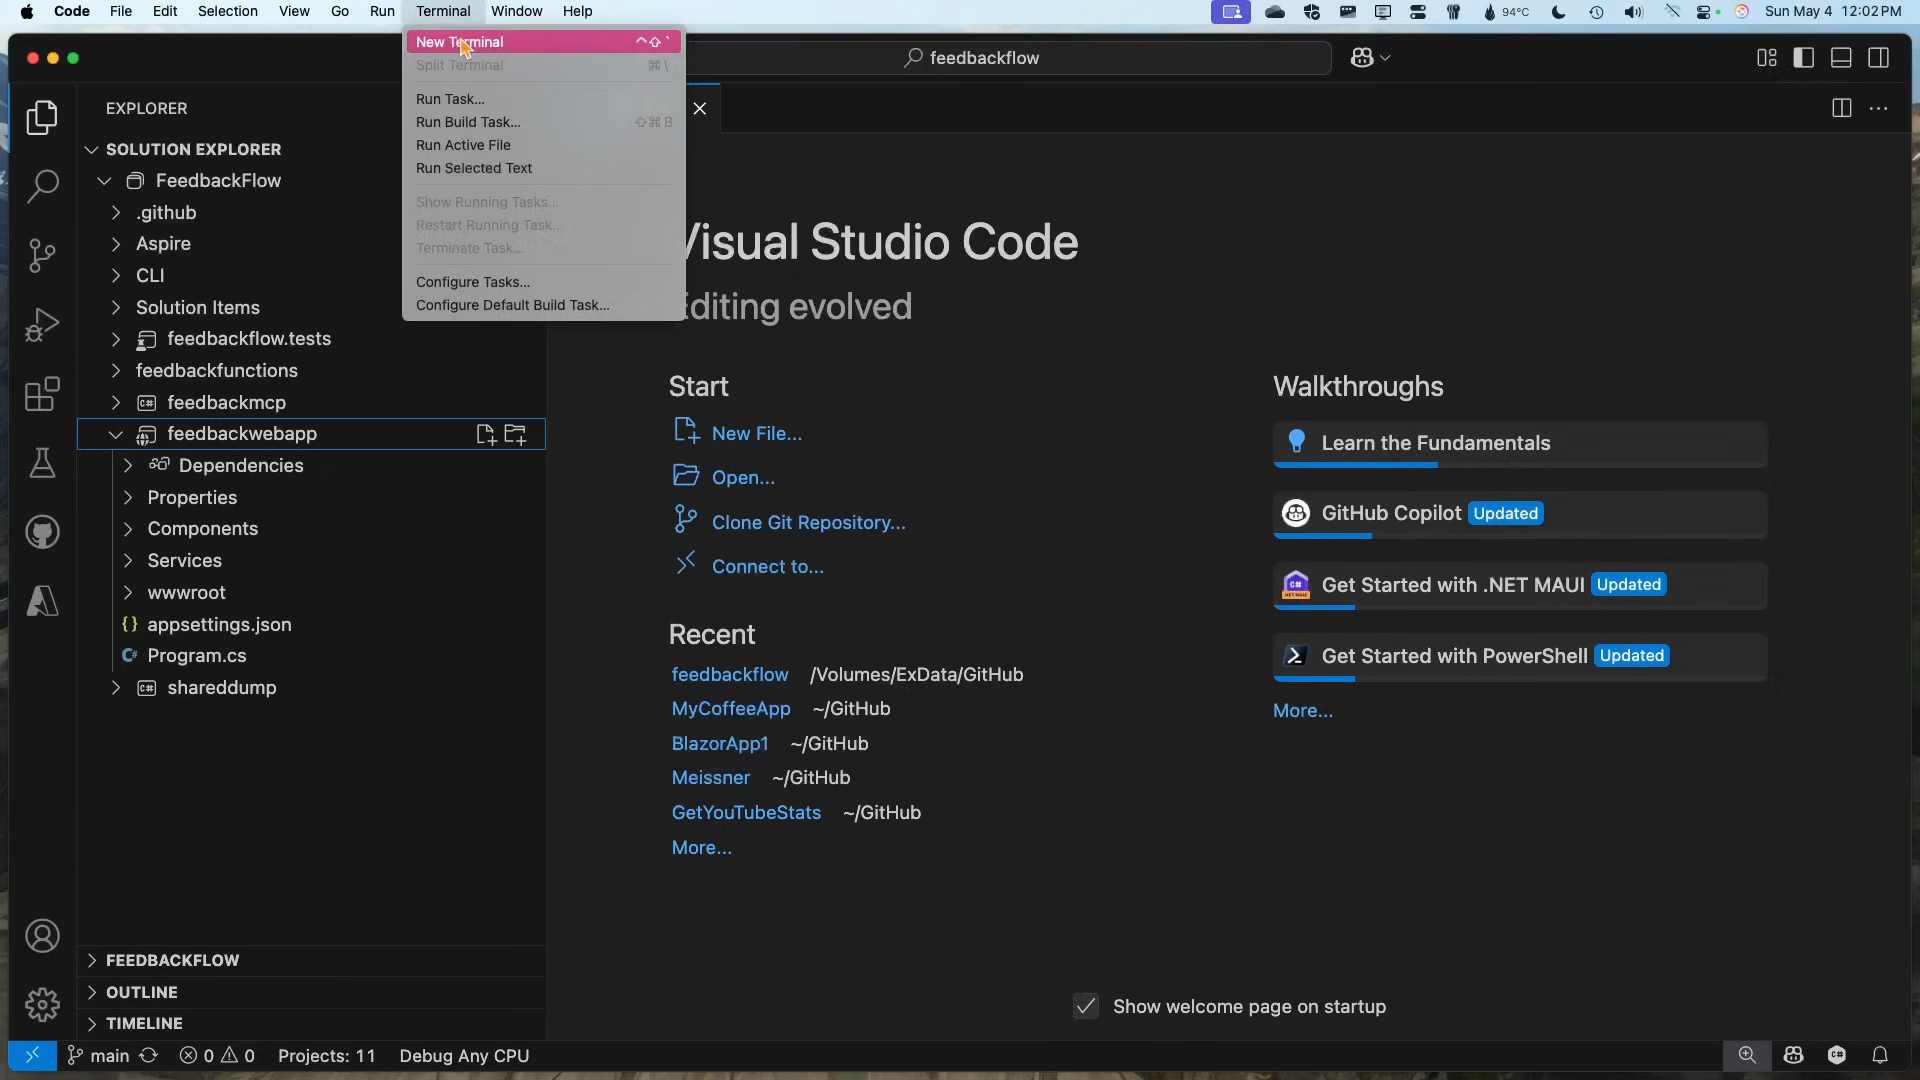 Code File Edit Selection View Go Run Terminal Window Help
94°C
Sun May 4 12:02 PM
New Terminal ^⇧`
Split Terminal ⌘\
Run Task...
Run Build Task... ⇧⌘B
Run Active File
Run Selected Text
Show Running Tasks...
Restart Running Task...
Terminate Task...
Configure Tasks...
Configure Default Build Task...
feedbackflow
EXPLORER
SOLUTION EXPLORER
FeedbackFlow
.github
Aspire
CLI
Solution Items
feedbackflow.tests
feedbackfunctions
feedbackmcp
feedbackwebapp
Dependencies
Properties
Components
Services
wwwroot
appsettings.json
Program.cs
shareddump
FEEDBACKFLOW
OUTLINE
TIMELINE
Visual Studio Code
Editing evolved
Start
New File...
Open...
Clone Git Repository...
Connect to...
Recent
feedbackflow /Volumes/ExData/GitHub
MyCoffeeApp ~/GitHub
BlazorApp1 ~/GitHub
Meissner ~/GitHub
GetYouTubeStats ~/GitHub
More...
Walkthroughs
Learn the Fundamentals
GitHub Copilot Updated
Get Started with .NET MAUI Updated
Get Started with PowerShell Updated
More...
Show welcome page on startup
main 0 0 Projects: 11 Debug Any CPU